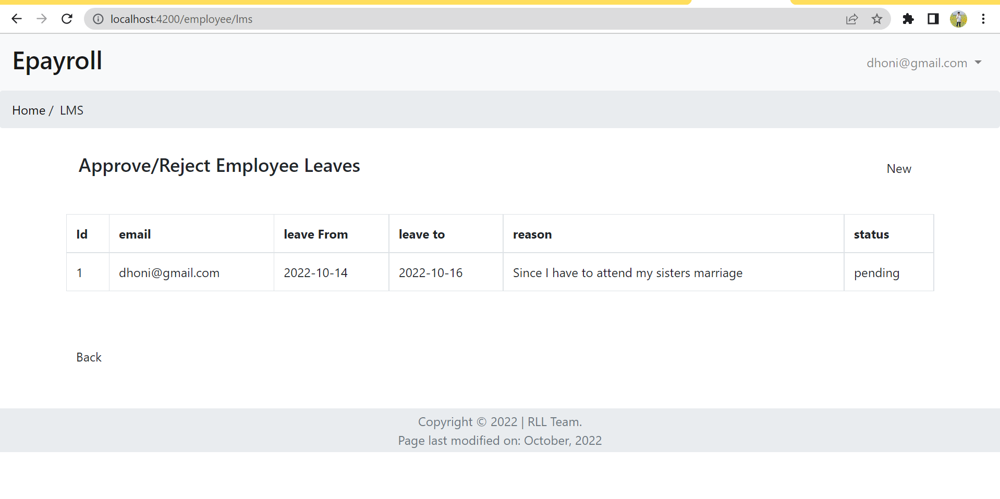 localhost:4200/employee/lms
Epayroll
dhoni@gmail.com
Home / LMS
Approve/Reject Employee Leaves
New
Id email leave From leave to reason status
1 dhoni@gmail.com 2022-10-14 2022-10-16 Since I have to attend my sisters marriage pending
Back
Copyright © 2022 | RLL Team.
Page last modified on: October, 2022